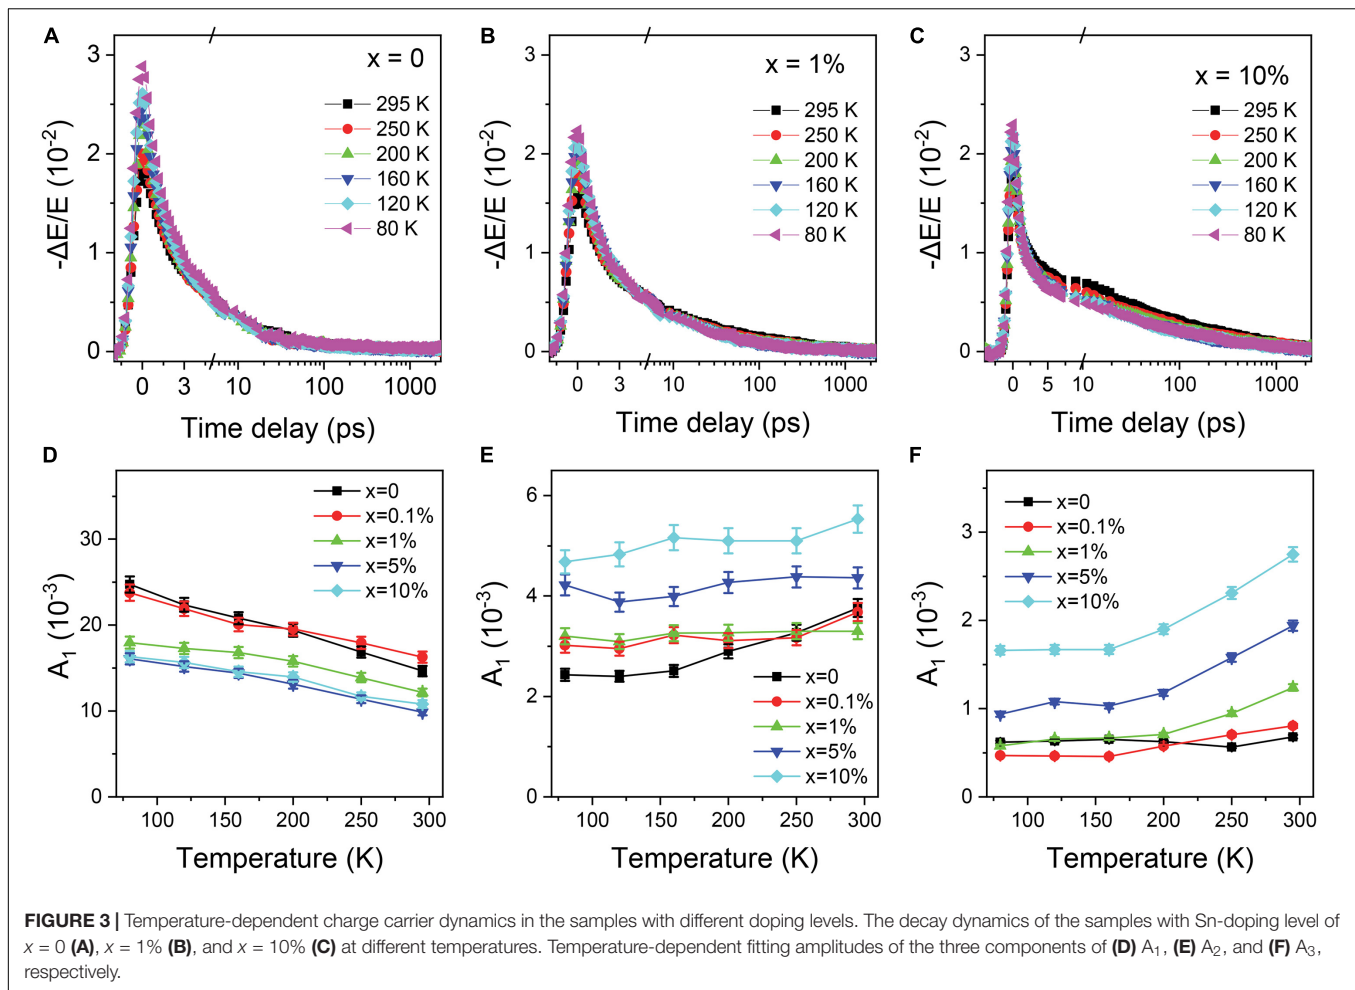 A
x = 0
295 K
250 K
200 K
160 K
120 K
80 K
-ΔE/E (10⁻²)
3
2
1
0
0 3 10 100 1000
Time delay (ps)
B
x = 1%
295 K
250 K
200 K
160 K
120 K
80 K
-ΔE/E (10⁻²)
3
2
1
0
0 3 10 100 1000
Time delay (ps)
C
x = 10%
295 K
250 K
200 K
160 K
120 K
80 K
-ΔE/E (10⁻²)
3
2
1
0
0 5 10 100 1000
Time delay (ps)
D
x=0
x=0.1%
x=1%
x=5%
x=10%
A₁ (10⁻³)
30
20
10
0
100 150 200 250 300
Temperature (K)
E
x=0
x=0.1%
x=1%
x=5%
x=10%
A₁ (10⁻³)
6
4
2
0
100 150 200 250 300
Temperature (K)
F
x=0
x=0.1%
x=1%
x=5%
x=10%
A₁ (10⁻³)
3
2
1
0
100 150 200 250 300
Temperature (K)
FIGURE 3 | Temperature-dependent charge carrier dynamics in the samples with different doping levels. The decay dynamics of the samples with Sn-doping level of
x = 0 (A), x = 1% (B), and x = 10% (C) at different temperatures. Temperature-dependent fitting amplitudes of the three components of (D) A₁, (E) A₂, and (F) A₃,
respectively.